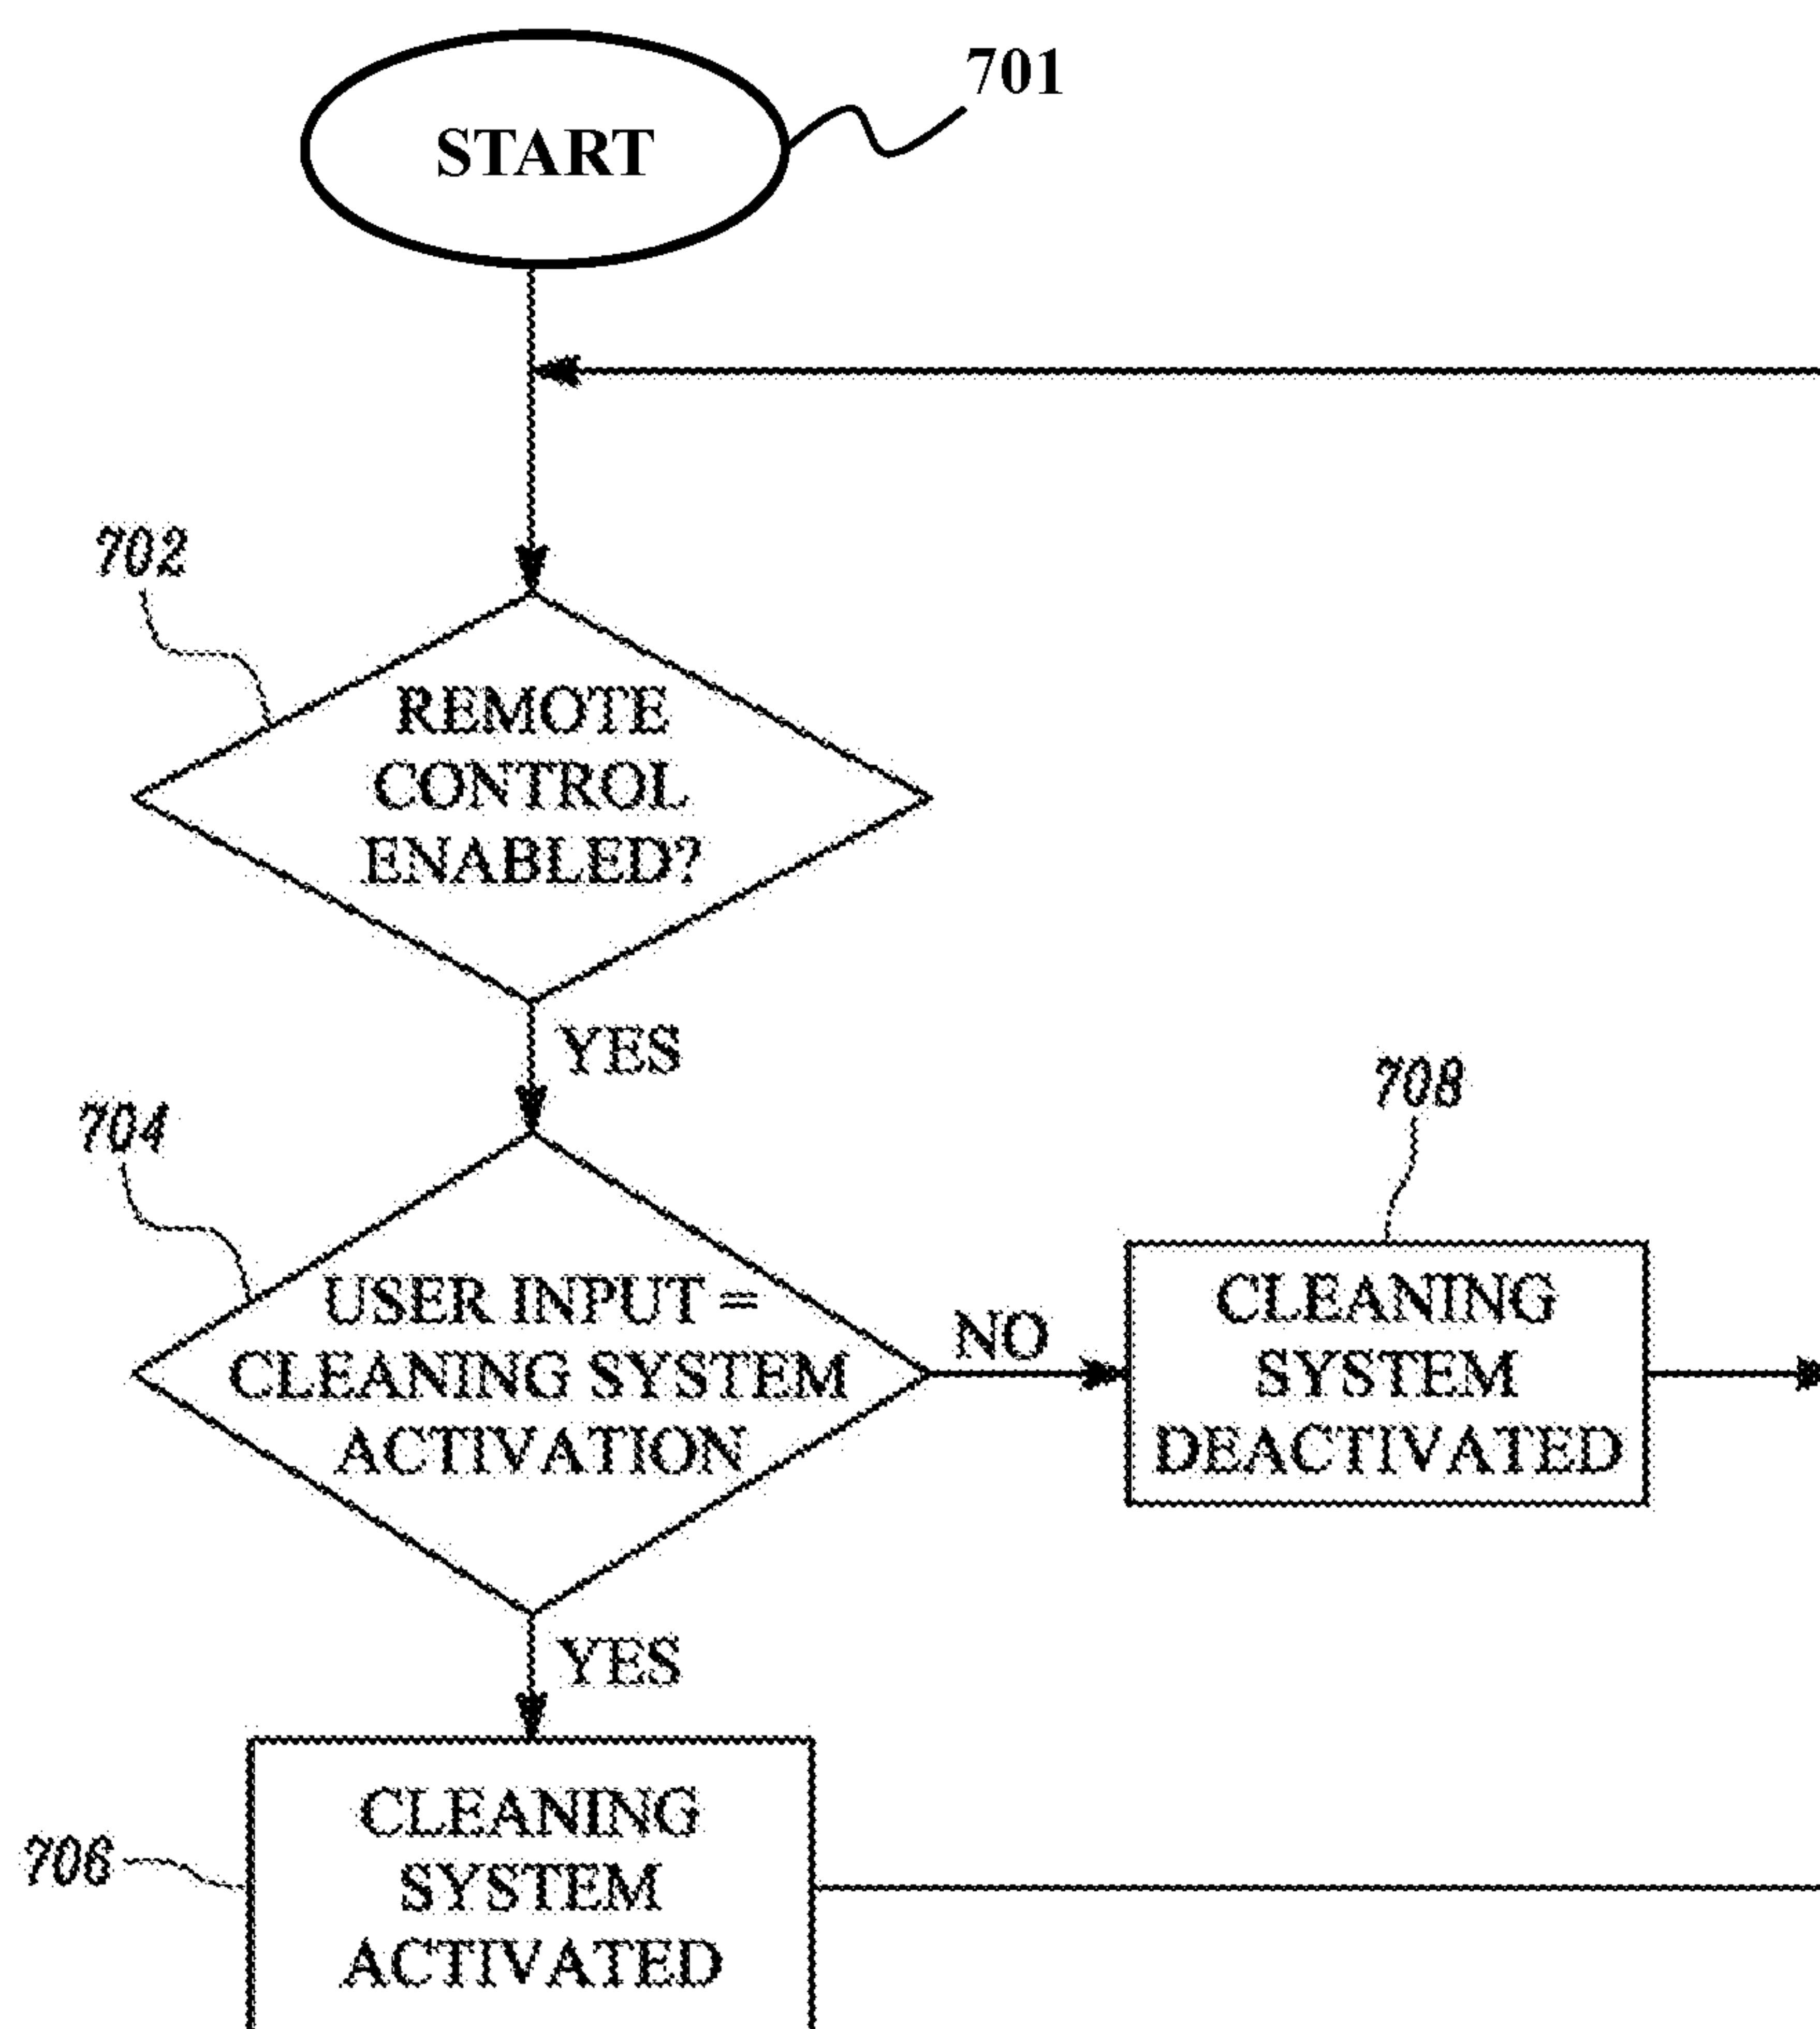 START
701
702
REMOTE
CONTROL
ENABLED?
YES
704
USER INPUT =
CLEANING SYSTEM
ACTIVATION
NO
708
CLEANING
SYSTEM
DEACTIVATED
YES
706
CLEANING
SYSTEM
ACTIVATED